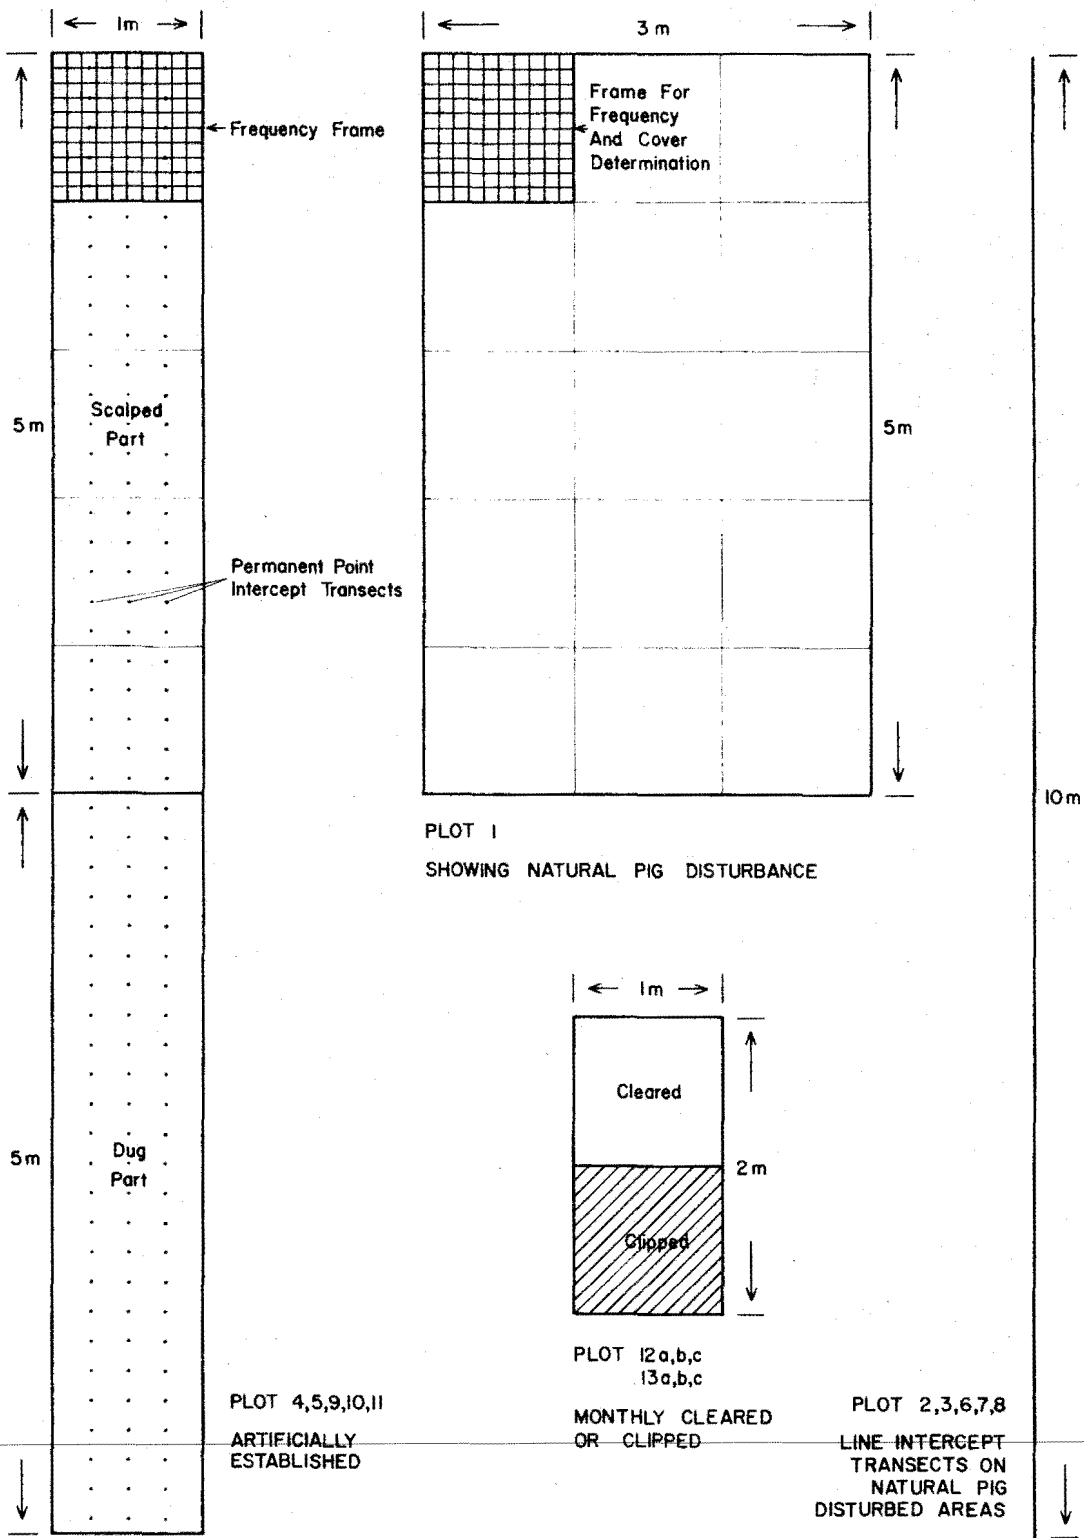 1m
3 m
Frequency Frame
Frame For
Frequency
And Cover
Determination
Scalped
Part
5m
5m
Permanent Point
Intercept Transects
10m
PLOT 1
SHOWING NATURAL PIG DISTURBANCE
1m
Cleared
2m
Clipped
Dug
Part
5m
PLOT 12a,b,c
13a,b,c
MONTHLY CLEARED
OR CLIPPED
PLOT 4,5,9,10,11
ARTIFICIALLY
ESTABLISHED
PLOT 2,3,6,7,8
LINE INTERCEPT
TRANSECTS ON
NATURAL PIG
DISTURBED AREAS